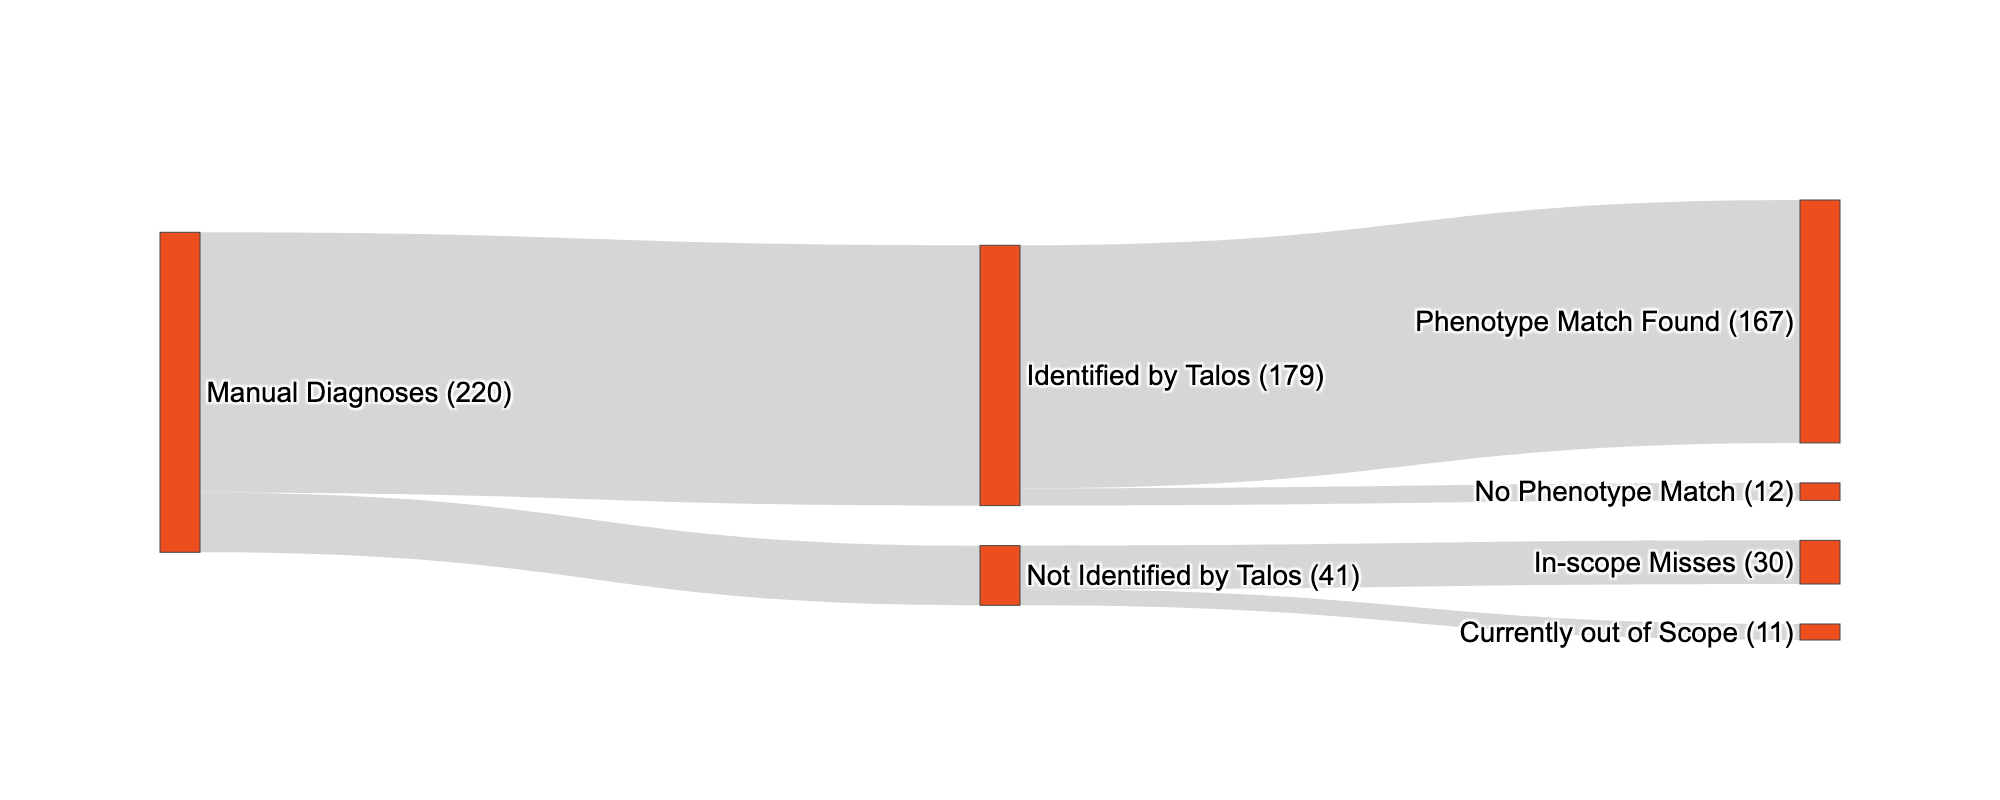 Manual Diagnoses (220)
Identified by Talos (179)
Not Identified by Talos (41)
Phenotype Match Found (167)
No Phenotype Match (12)
In-scope Misses (30)
Currently out of Scope (11)